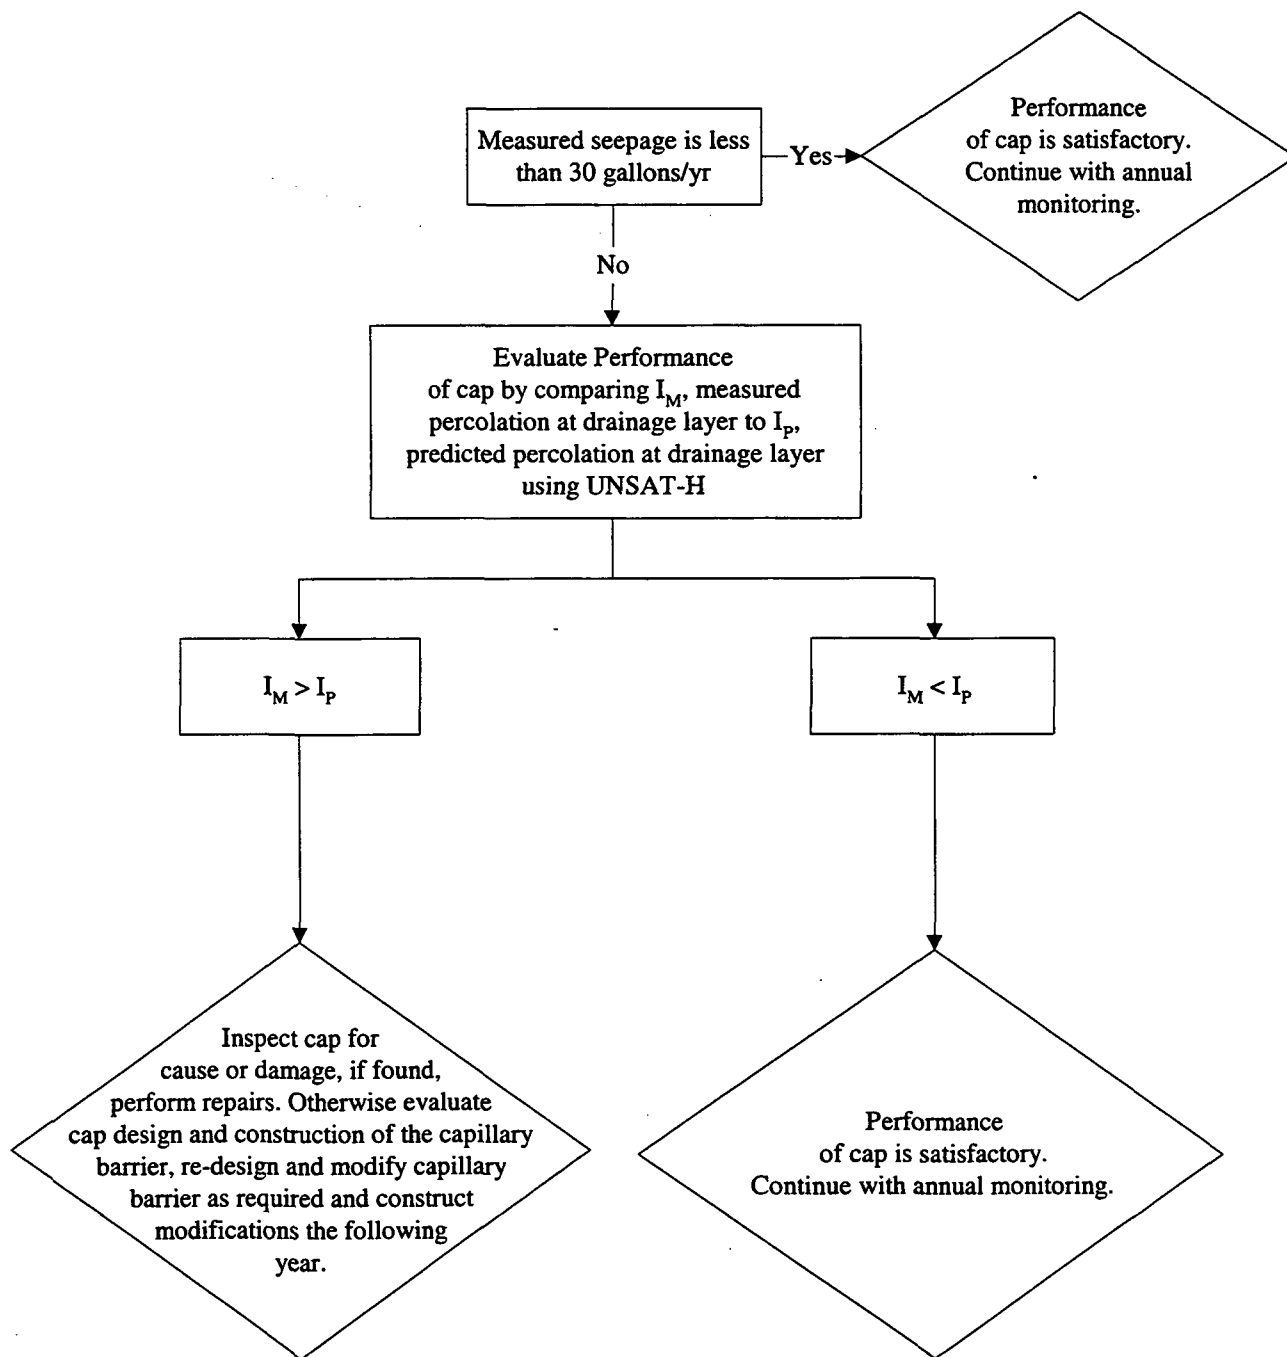 Performance
of cap is satisfactory.
Continue with annual
monitoring.
Measured seepage is less
than 30 gallons/yr
Yes
No
Evaluate Performance
of cap by comparing I_M, measured
percolation at drainage layer to I_P,
predicted percolation at drainage layer
using UNSAT-H
I_M > I_P
I_M < I_P
Inspect cap for
cause or damage, if found,
perform repairs. Otherwise evaluate
cap design and construction of the capillary
barrier, re-design and modify capillary
barrier as required and construct
modifications the following
year.
Performance
of cap is satisfactory.
Continue with annual monitoring.